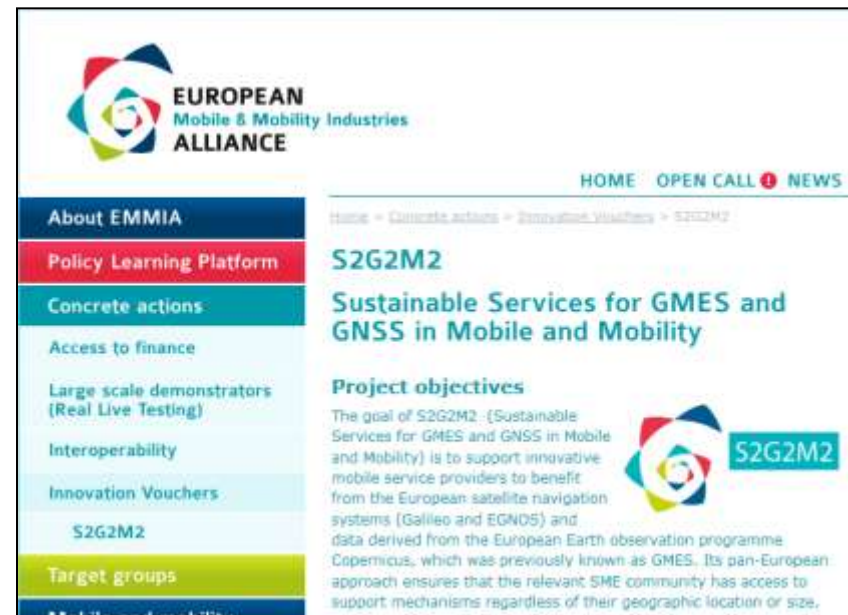 EUROPEAN
Mobile & Mobility Industries
ALLIANCE
HOME OPEN CALL ! NEWS
About EMMIA
Policy Learning Platform
Concrete actions
Access to finance
Large scale demonstrators
(Real Live Testing)
Interoperability
Innovation Vouchers
S2G2M2
Target groups
Home > Concrete actions > Innovation Vouchers > S2G2M2
S2G2M2
Sustainable Services for GMES and
GNSS in Mobile and Mobility
Project objectives
The goal of S2G2M2 (Sustainable
Services for GMES and GNSS in Mobile
and Mobility) is to support innovative
mobile service providers to benefit
from the European satellite navigation
systems (Galileo and EGNOS) and
data derived from the European Earth observation programme
Copernicus, which was previously known as GMES. Its pan-European
approach ensures that the relevant SME community has access to
support mechanisms regardless of their geographic location or size.
S2G2M2